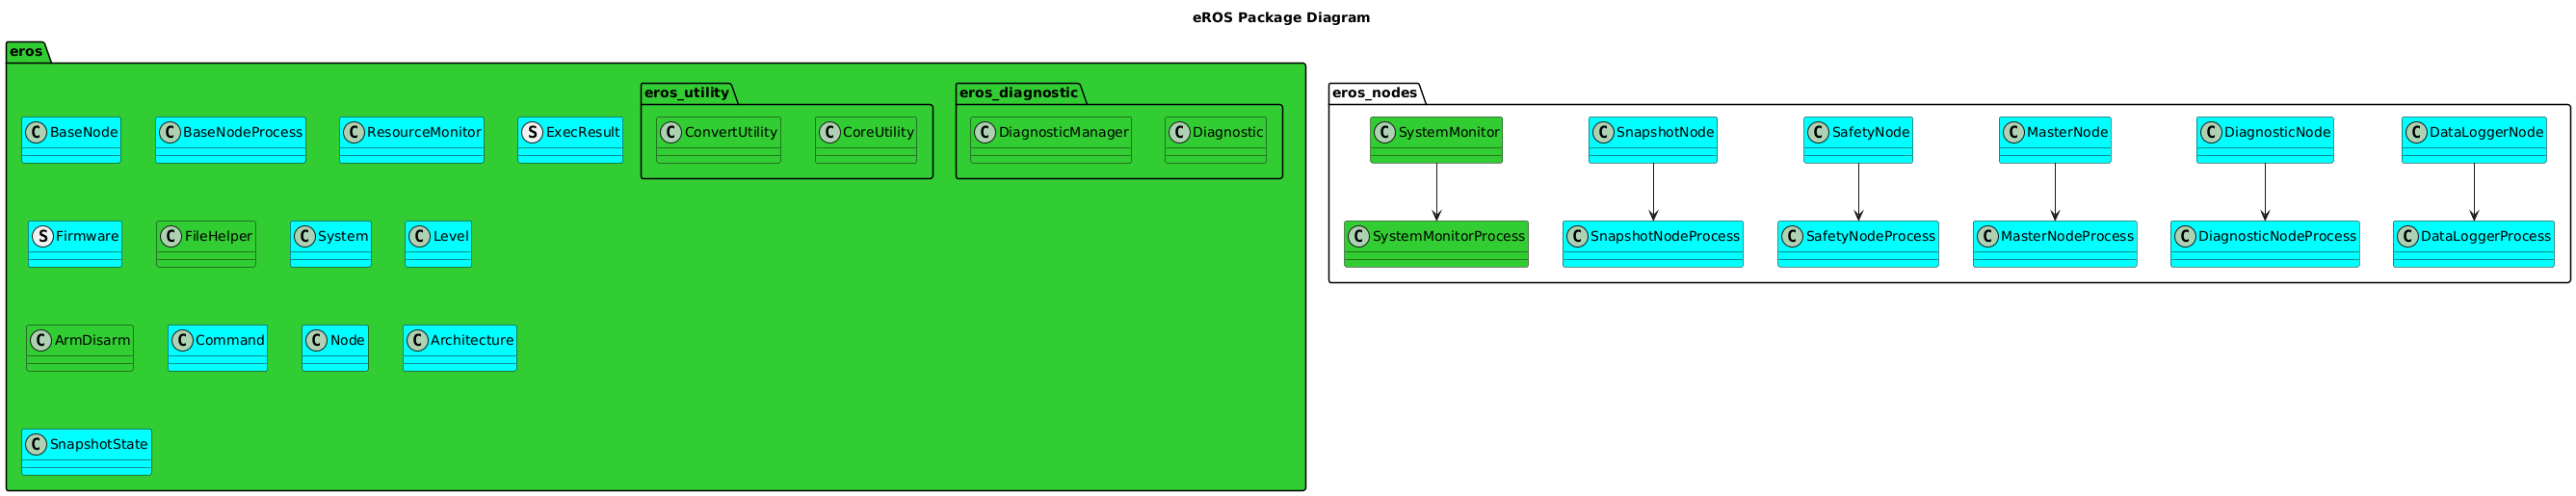 eROS Package Diagram
eros
eros_utility
eros_diagnostic
C BaseNode
C BaseNodeProcess
C ResourceMonitor
S ExecResult
C ConvertUtility
C CoreUtility
C DiagnosticManager
C Diagnostic
S Firmware
C FileHelper
C System
C Level
C ArmDisarm
C Command
C Node
C Architecture
C SnapshotState
eros_nodes
C SystemMonitor
C SnapshotNode
C SafetyNode
C MasterNode
C DiagnosticNode
C DataLoggerNode
C SystemMonitorProcess
C SnapshotNodeProcess
C SafetyNodeProcess
C MasterNodeProcess
C DiagnosticNodeProcess
C DataLoggerProcess